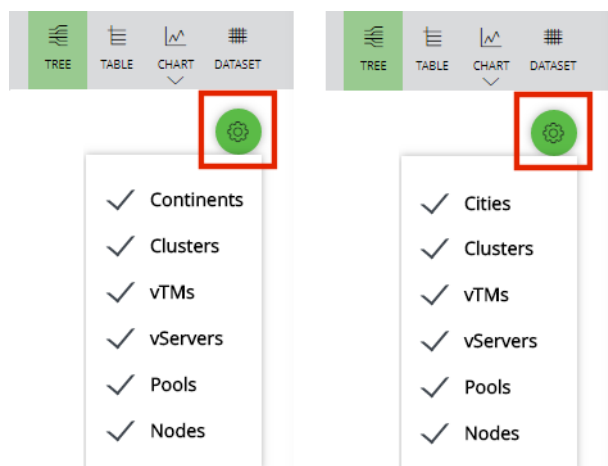 TREE TABLE CHART DATASET
Continents
Clusters
vTMs
vServers
Pools
Nodes
TREE TABLE CHART DATASET
Cities
Clusters
vTMs
vServers
Pools
Nodes